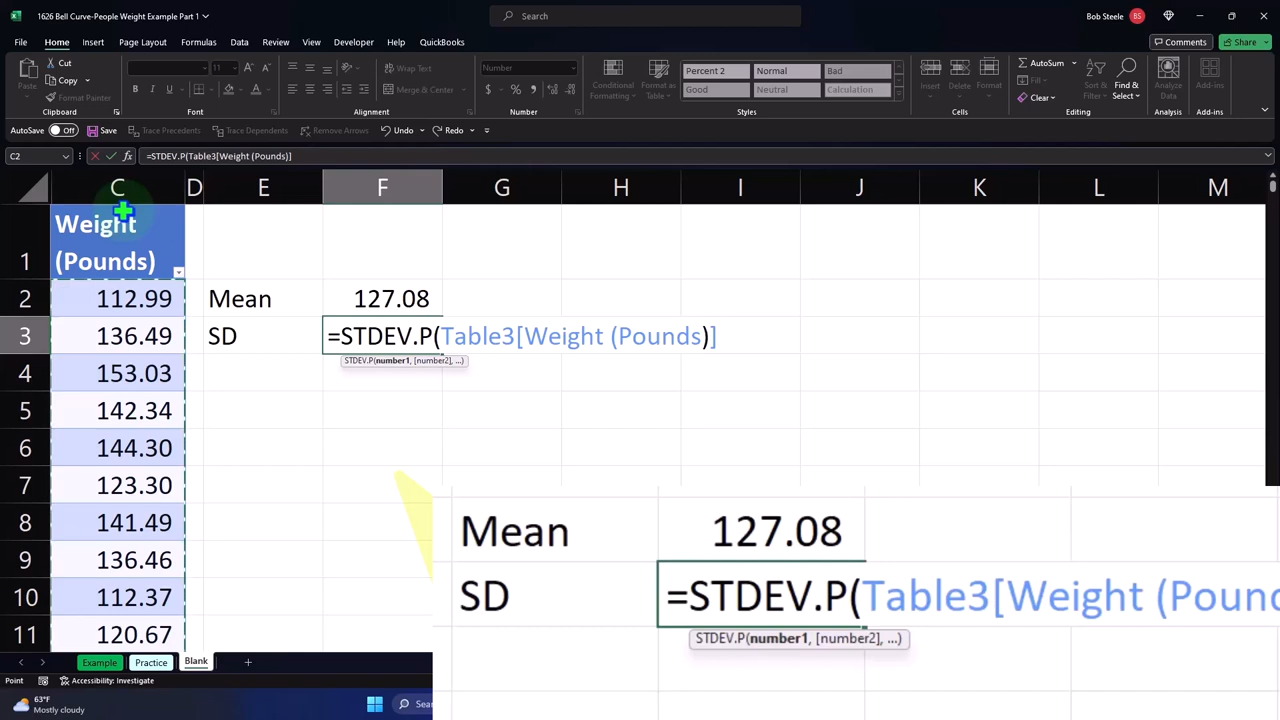 1626 Bell Curve-People Weight Example Part 1
Search
Bob Steele BS
File Home Insert Page Layout Formulas Data Review View Developer Help QuickBooks
Comments Share
Paste
Cut
Copy
Format Painter
Clipboard
11
Font
Wrap Text
Merge & Center
Alignment
Number
Number
Conditional Formatting
Format as Table
Percent 2 Normal Bad
Good Neutral Calculation
Styles
Insert Delete Format
Cells
AutoSum
Fill
Clear
Sort & Filter
Find & Select
Editing
Analyze Data
Analysis
Add-ins
Add-ins
AutoSave Off Save Trace Precedents Trace Dependents Remove Arrows Undo Redo
C2 fx =STDEV.P(Table3[Weight (Pounds)]
C D E F G H I J K L M
1 Weight (Pounds)
2 112.99 Mean 127.08
3 136.49 SD =STDEV.P(Table3[Weight (Pounds)]
STDEV.P(number1, [number2], ...)
4 153.03
5 142.34
6 144.30
7 123.30
8 141.49
9 136.46
10 112.37
11 120.67
Mean 127.08
SD =STDEV.P(Table3[Weight (Pound
STDEV.P(number1, [number2], ...)
Example Practice Blank
Point Accessibility: Investigate
63°F
Mostly cloudy
Sea